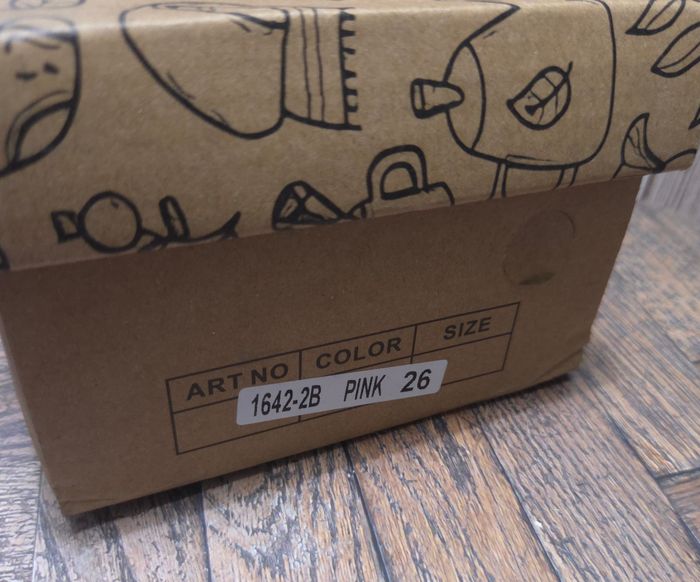 ART NO COLOR SIZE
1642-2B PINK 26